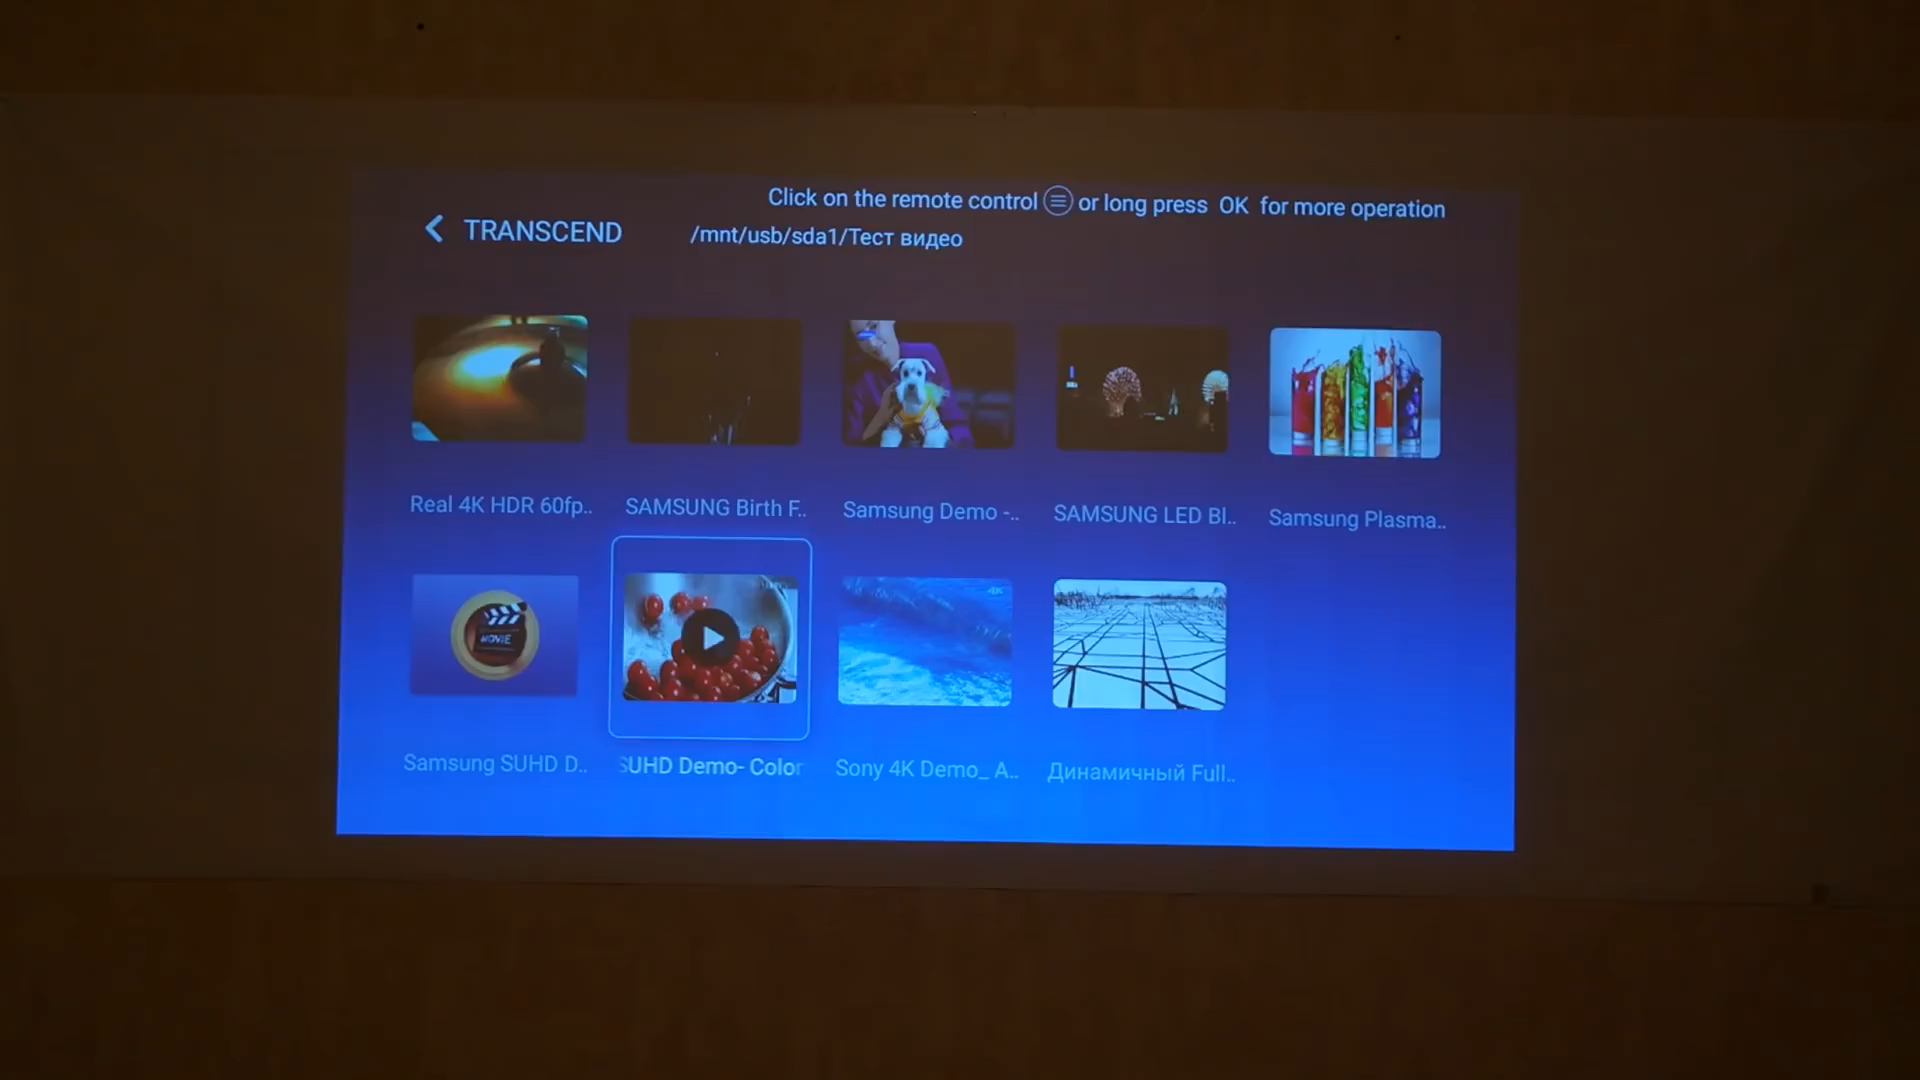 Click on the remote control or long press OK for more operation
TRANSCEND
/mnt/usb/sda1/Тест видео
Real 4K HDR 60fp..
SAMSUNG Birth F..
Samsung Demo -..
SAMSUNG LED Bl..
Samsung Plasma..
MOVIE
4K
Samsung SUHD D..
SUHD Demo- Color
Sony 4K Demo_ A..
Динамичный Full..